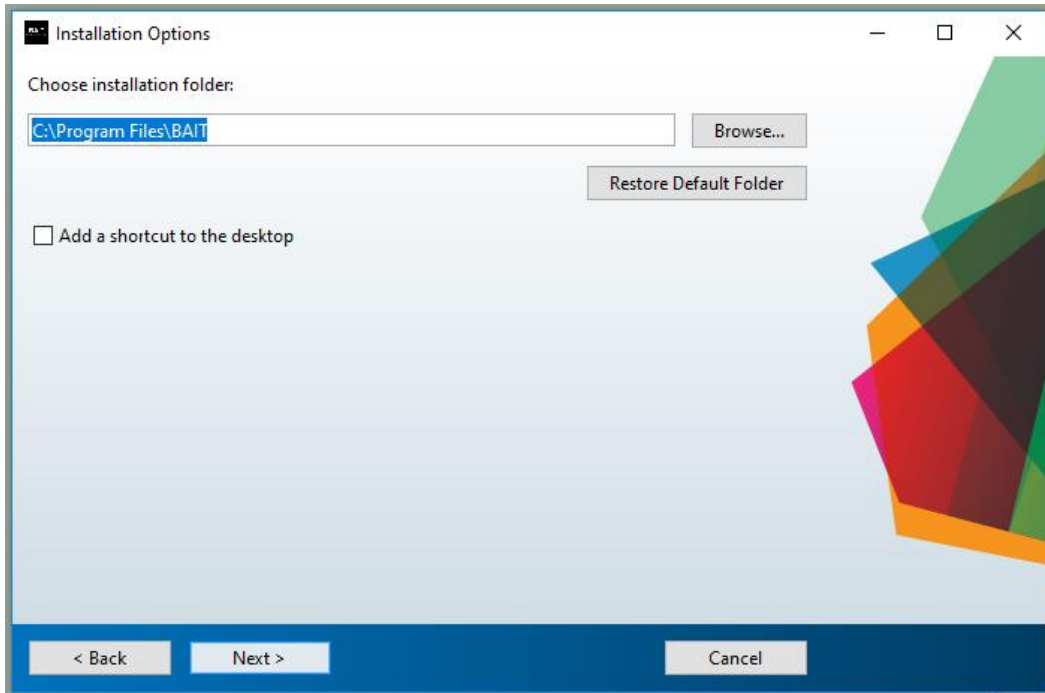 Installation Options
Choose installation folder:
C:\Program Files\BAIT
Browse...
Restore Default Folder
Add a shortcut to the desktop
< Back
Next >
Cancel